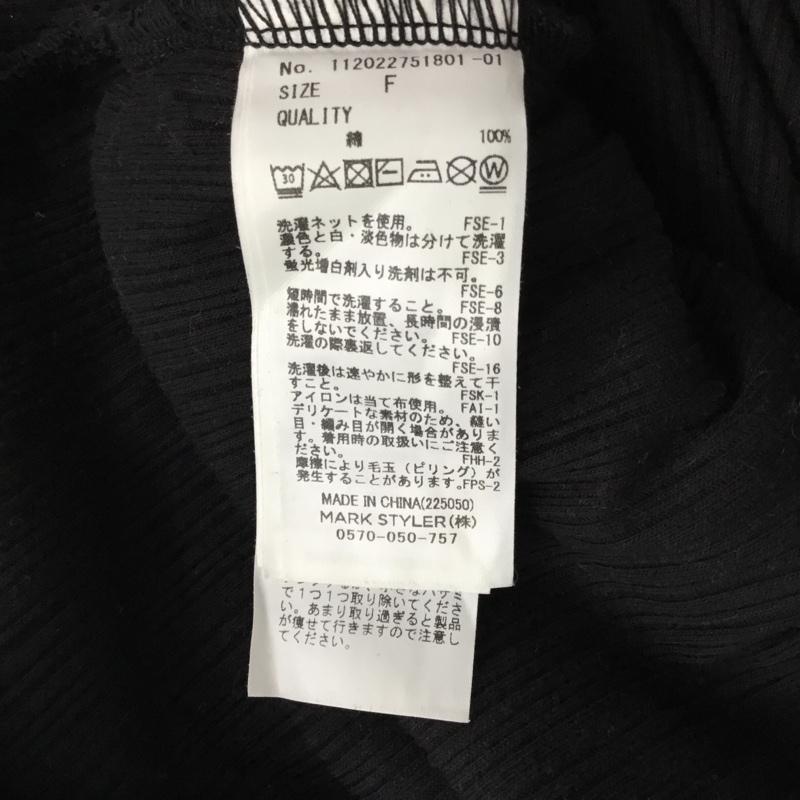 No. 112022751801-01
SIZE F
QUALITY
綿 100%
30 W
洗濯ネットを使用。 FSE-1
濃色と白・淡色物は分けて洗濯
する。 FSE-3
蛍光増白剤入り洗剤は不可。
FSE-6
短時間で洗濯すること。 FSE-8
濡れたまま放置、長時間の浸漬
をしないでください。 FSE-10
洗濯の際裏返してください。
FSE-16
洗濯後は速やかに形を整えて干
すこと。 FSK-1
アイロンは当て布使用。 FAI-1
デリケートな素材のため、縫い
目・編み目が開く場合がありま
す。着用時の取扱いにご注意く
ださい。 FHH-2
摩擦により毛玉（ピリング）が
発生することがあります。FPS-2
MADE IN CHINA(225050)
MARK STYLER(株)
0570-050-757
で１つ１つ取り除いてくださ
い。あまり取り過ぎると製品
が痩せて行きますので注意し
てください。